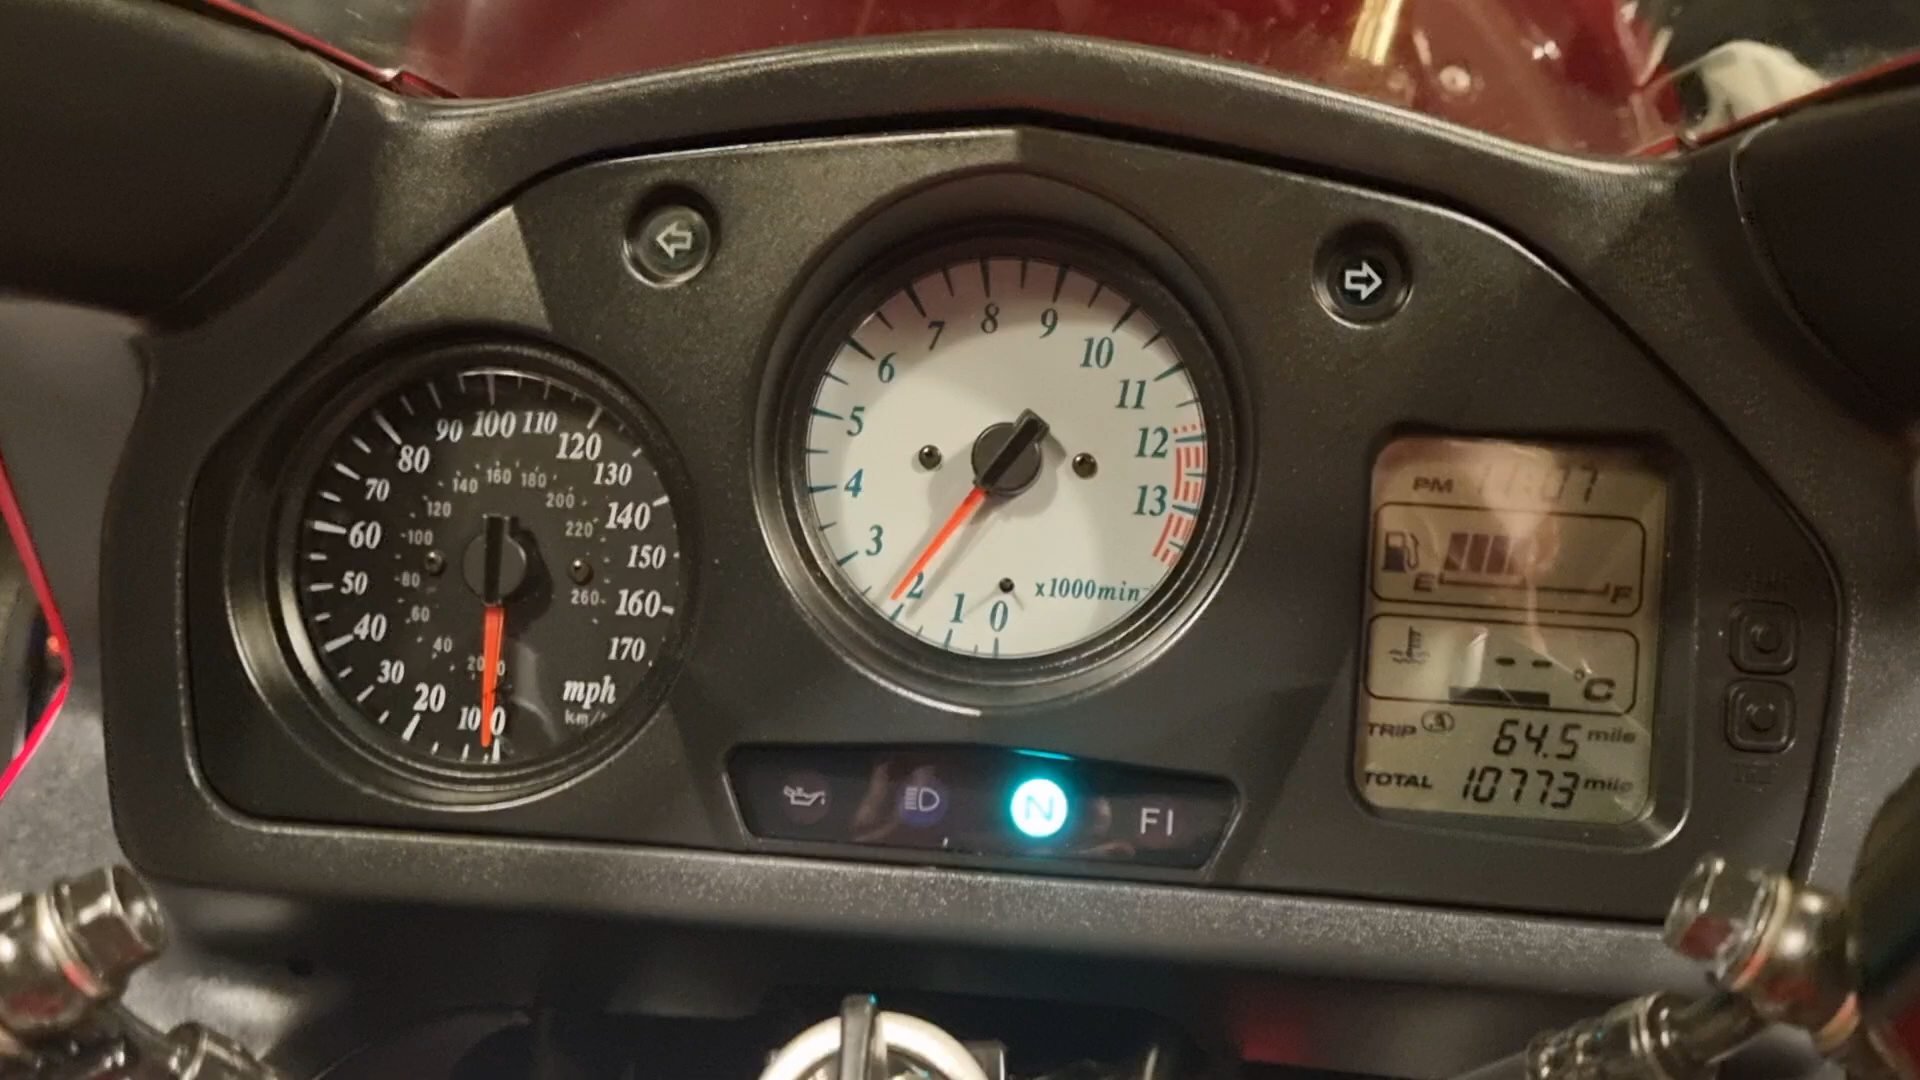 90 100 110
80 120
70 130
60 140
50 150
40 160
30 170
20
10 0
mph
km/
140 160 180
120 200
100 220
80
60 260
40
20
7 8 9
6 10
5 11
4 12
3 13
2
1 0
x1000min
PM
E F
-- °C
TRIP A 64.5 mile
TOTAL 10773 mile
N
FI